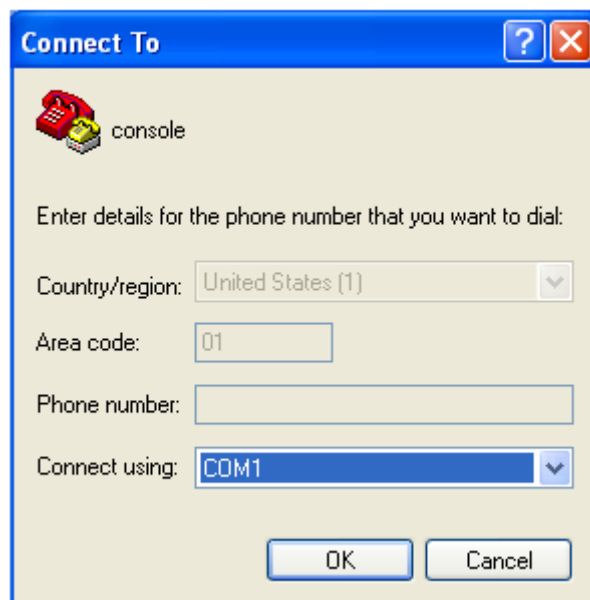 Connect To
console
Enter details for the phone number that you want to dial:
Country/region: United States (1)
Area code: 01
Phone number:
Connect using: COM1
OK Cancel